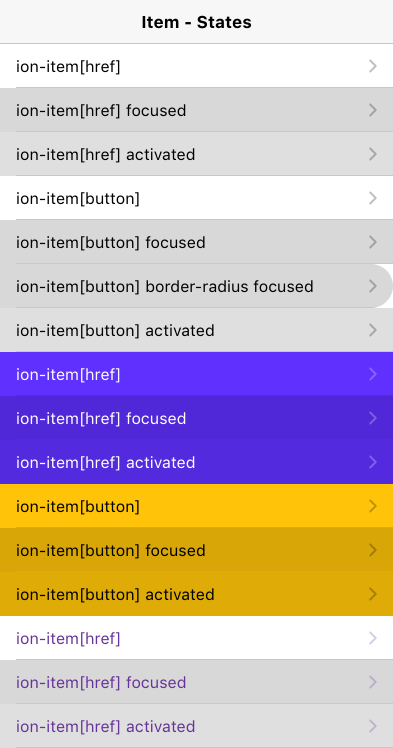 Item - States
ion-item[href]
ion-item[href] focused
ion-item[href] activated
ion-item[button]
ion-item[button] focused
ion-item[button] border-radius focused
ion-item[button] activated
ion-item[href]
ion-item[href] focused
ion-item[href] activated
ion-item[button]
ion-item[button] focused
ion-item[button] activated
ion-item[href]
ion-item[href] focused
ion-item[href] activated